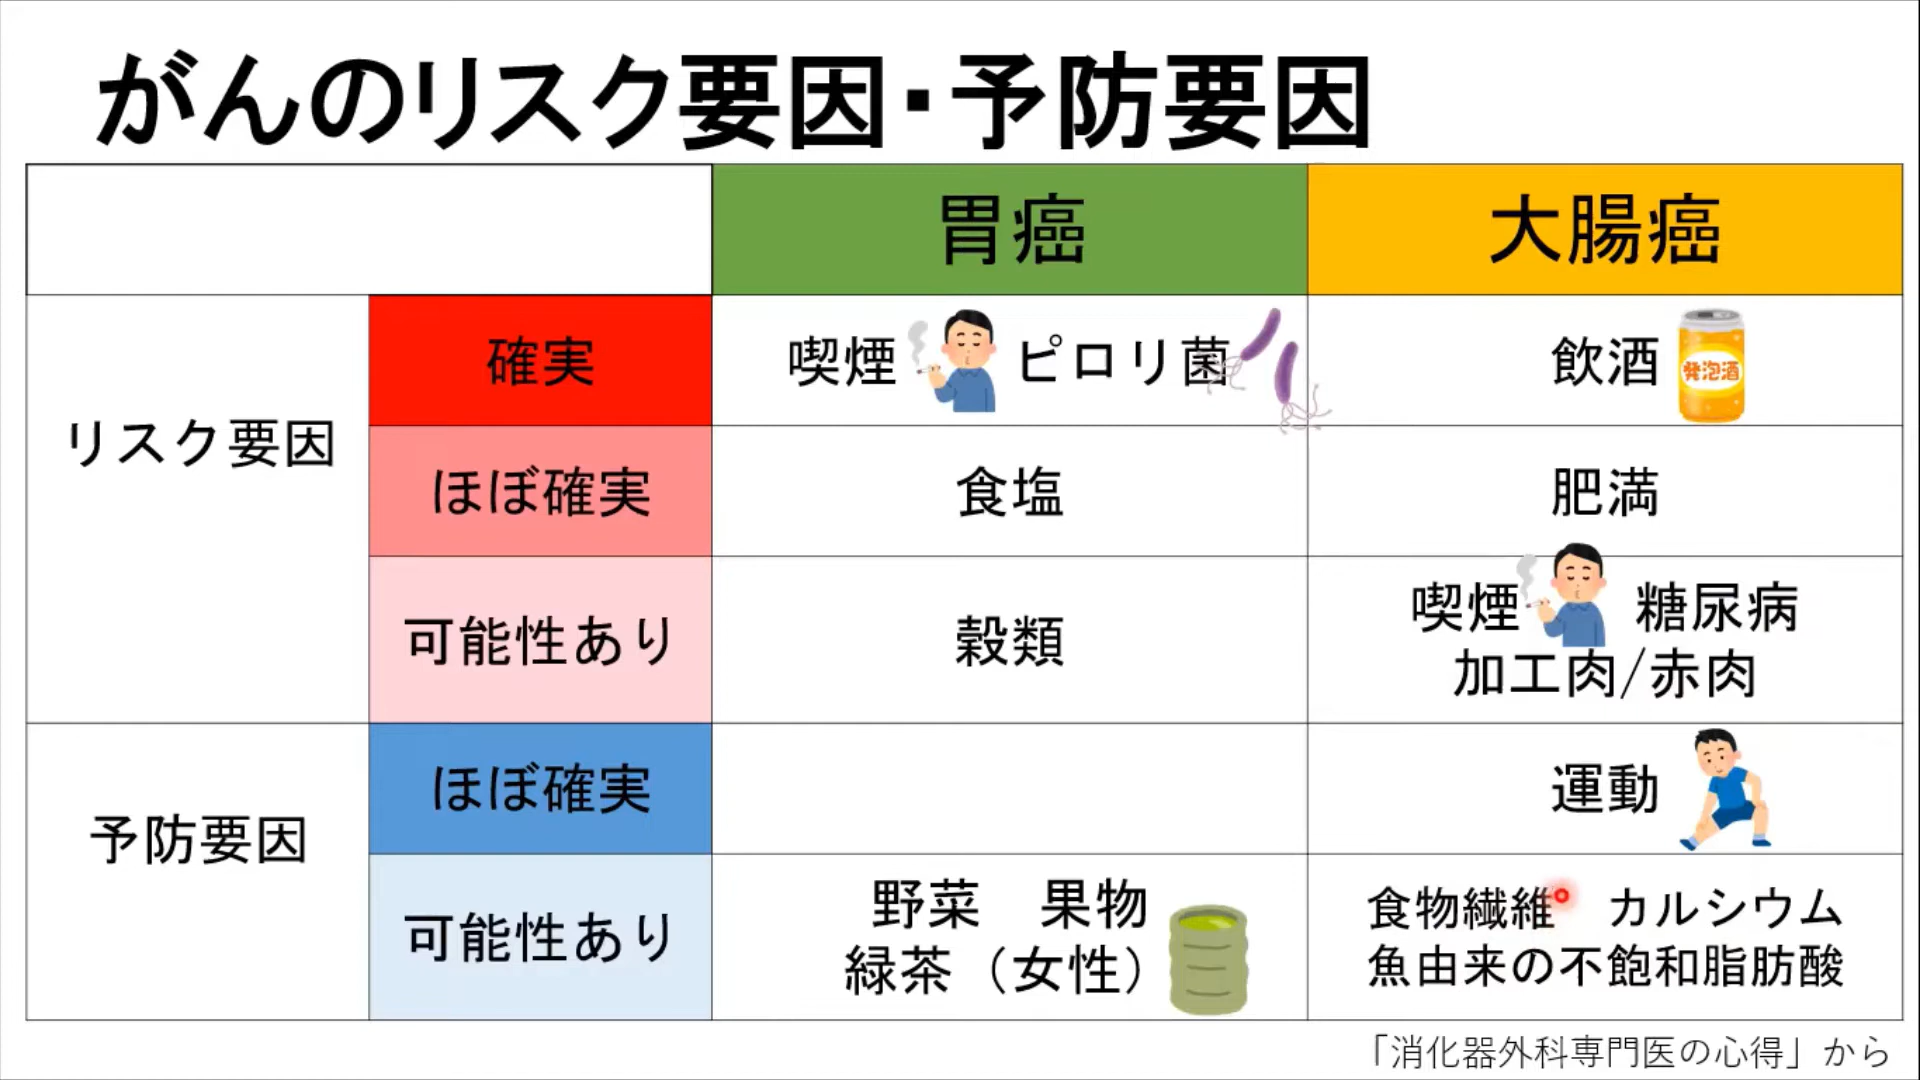 がんのリスク要因・予防要因
胃癌
大腸癌
リスク要因
確実
喫煙 ピロリ菌
飲酒
発泡酒
ほぼ確実
食塩
肥満
可能性あり
穀類
喫煙 糖尿病
加工肉/赤肉
予防要因
ほぼ確実
運動
可能性あり
野菜 果物
緑茶（女性）
食物繊維 カルシウム
魚由来の不飽和脂肪酸
「消化器外科専門医の心得」から